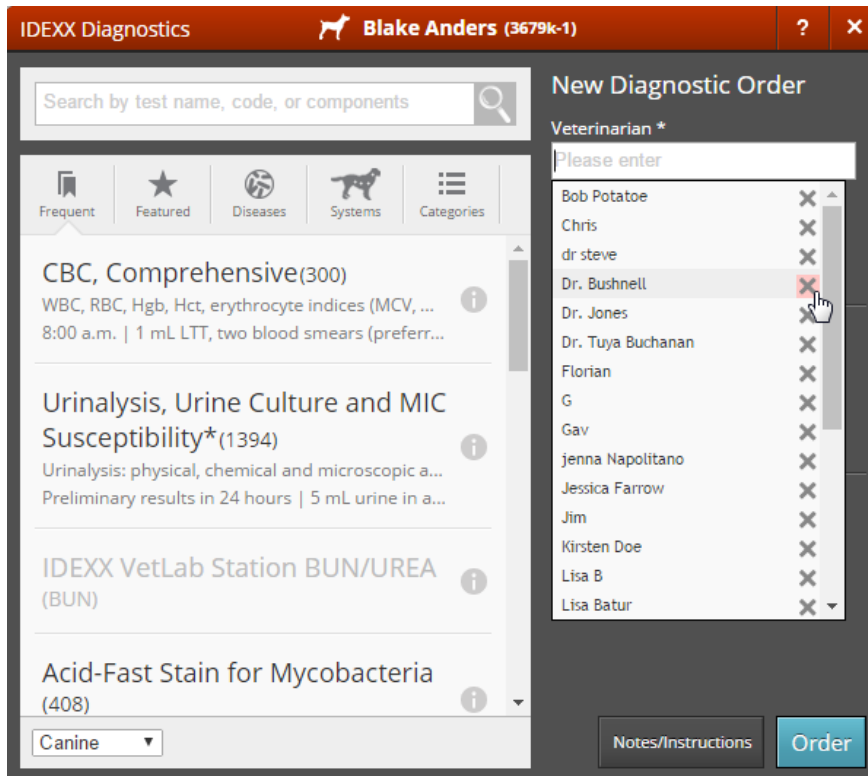 IDEXX Diagnostics
Blake Anders (3679k-1)
?
×
Search by test name, code, or components
Frequent
Featured
Diseases
Systems
Categories
CBC, Comprehensive(300)
WBC, RBC, Hgb, Hct, erythrocyte indices (MCV, ...
8:00 a.m. | 1 mL LTT, two blood smears (preferr...
Urinalysis, Urine Culture and MIC
Susceptibility*(1394)
Urinalysis: physical, chemical and microscopic a...
Preliminary results in 24 hours | 5 mL urine in a...
IDEXX VetLab Station BUN/UREA
(BUN)
Acid-Fast Stain for Mycobacteria
(408)
Canine
New Diagnostic Order
Veterinarian *
Please enter
Bob Potatoe
Chris
dr steve
Dr. Bushnell
Dr. Jones
Dr. Tuya Buchanan
Florian
G
Gav
jenna Napolitano
Jessica Farrow
Jim
Kirsten Doe
Lisa B
Lisa Batur
Notes/Instructions
Order